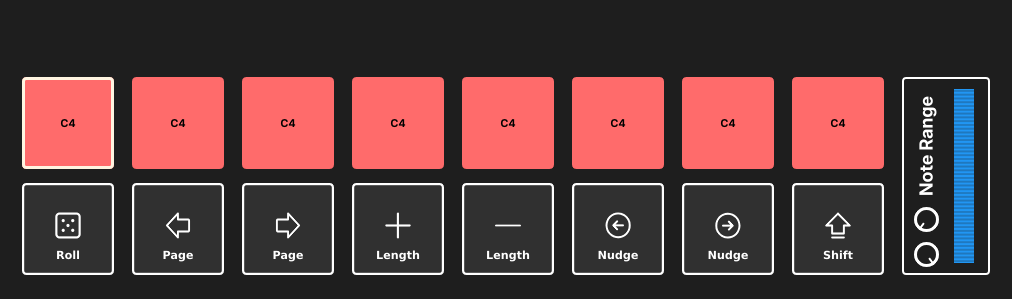 C4 C4 C4 C4 C4 C4 C4 C4
Roll Page Page Length Length Nudge Nudge Shift
Note Range